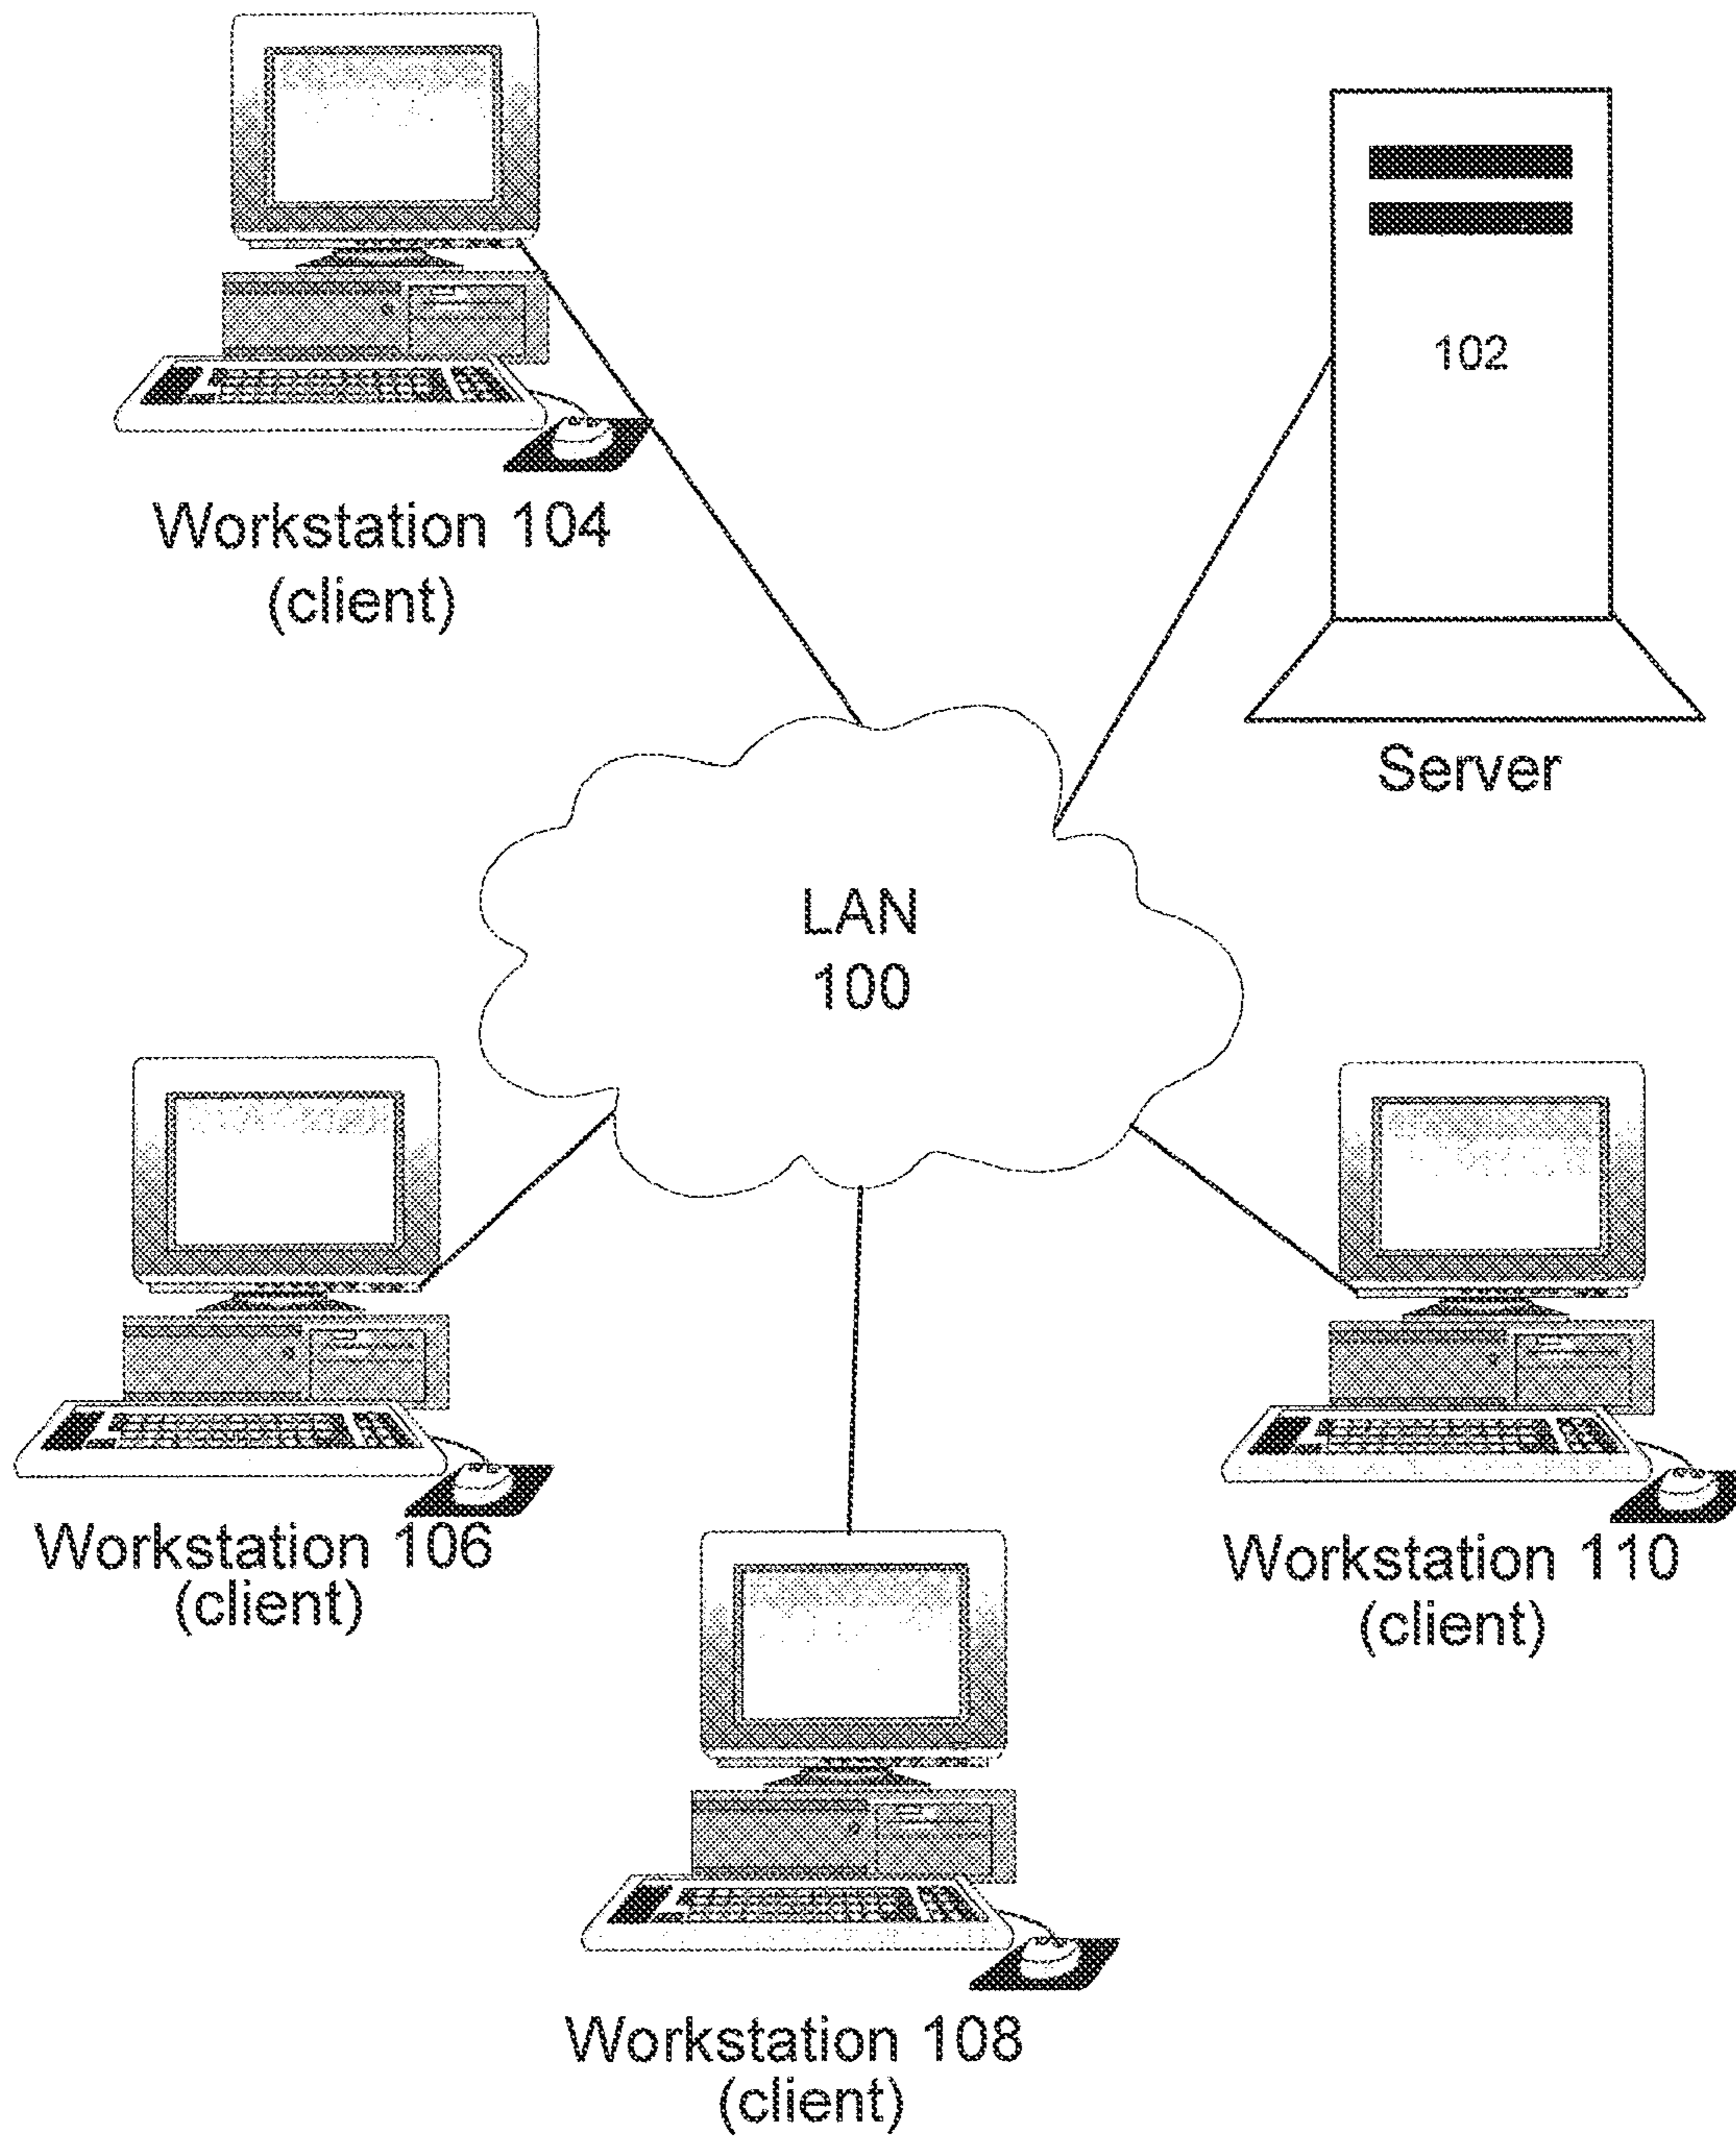 Workstation 104
(client)
102
Server
LAN
100
Workstation 106
(client)
Workstation 110
(client)
Workstation 108
(client)